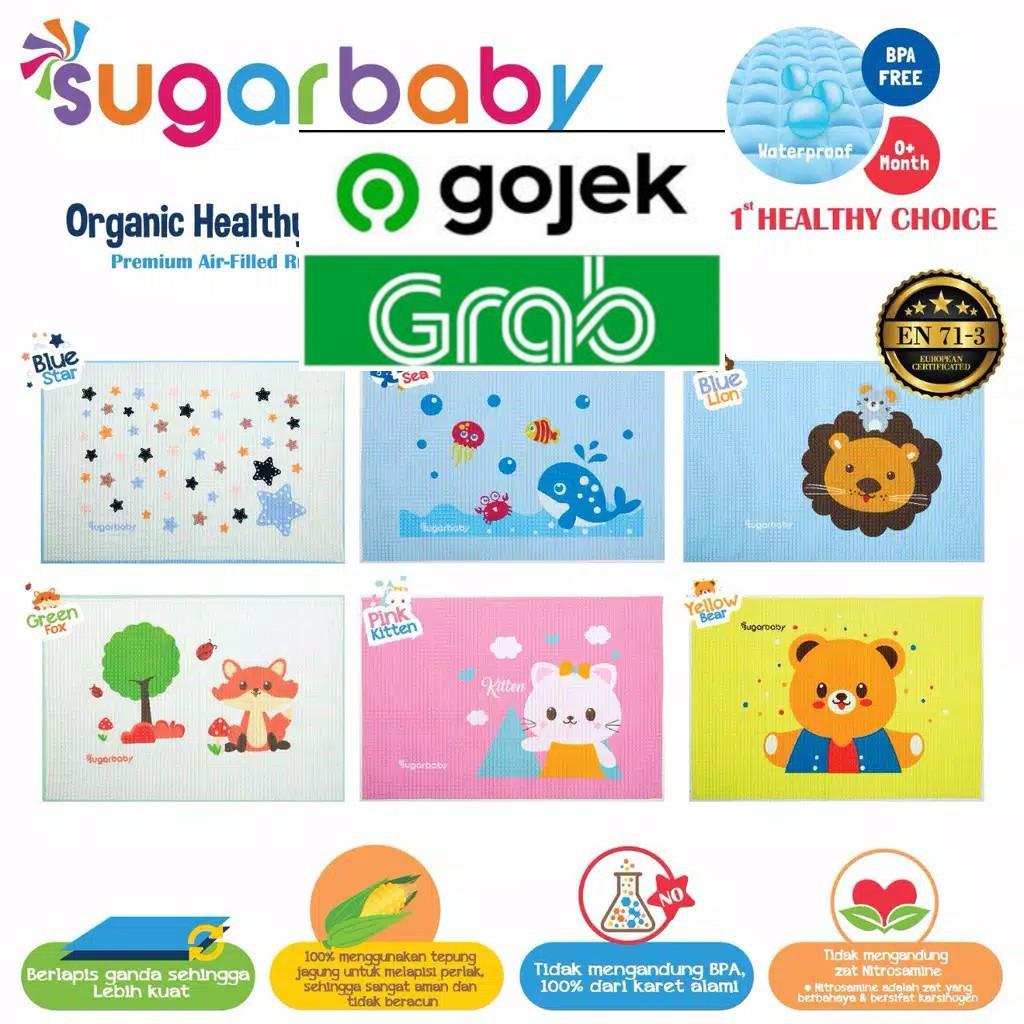 sugarbaby
BPA
FREE
Waterproof
0+
Month
gojek
Grab
Organic Healthy
Premium Air-Filled
1st HEALTHY CHOICE
EN 71-3
EUROPEAN
CERTIFICATED
Blue
Star
Sea
Blue
Lion
sugarbaby
sugarbaby
sugarbaby
Green
Fox
Pink
Kitten
Yellow
Bear
sugarbaby
Kitten
sugarbaby
sugarbaby
Berlapis ganda sehingga
Lebih kuat
100% menggunakan tepung
jagung untuk melapisi perlak,
sehingga sangat aman dan
tidak beracun
NO
Tidak mengandung BPA,
100% dari karet alami
Tidak mengandung
zat Nitrosamine
• Nitrosamine adalah zat yang
berbahaya & bersifat karsinogen